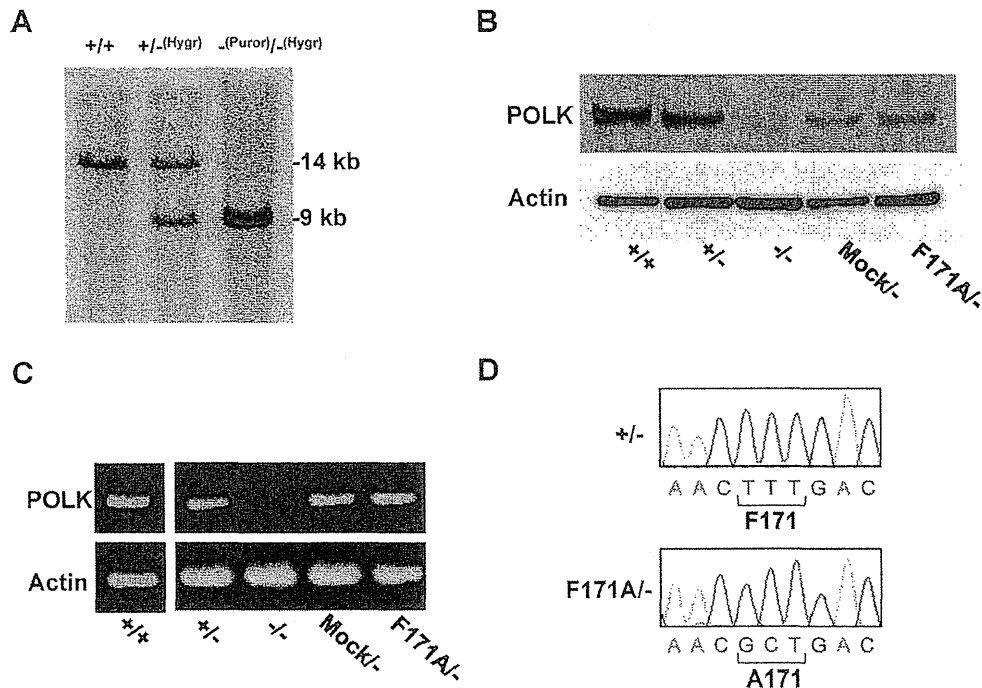 A
+/+ +/-(Hygr) -(Puror)/-(Hygr)
-14 kb
-9 kb
B
POLK
Actin
+/+ +/- -/- Mock/- F171A/-
C
POLK
Actin
+/+ +/- -/- Mock/- F171A/-
D
+/-
A A C T T T G A C
F171
F171A/-
A A C G C T G A C
A171